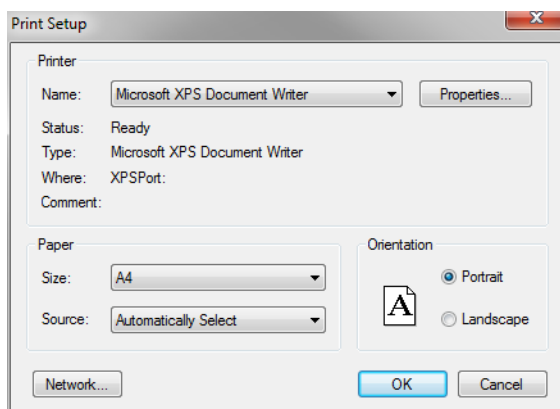 Print Setup
X
Printer
Name: Microsoft XPS Document Writer Properties...
Status: Ready
Type: Microsoft XPS Document Writer
Where: XPSPort:
Comment:
Paper
Size: A4
Source: Automatically Select
Orientation
A
Portrait
Landscape
Network...
OK
Cancel